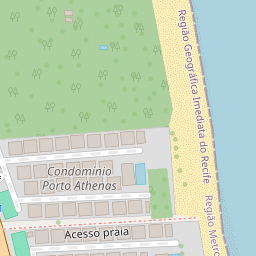 Região Geográfica Imediata do Recife
Região Metro
Condomínio
Porto Athenas
Acesso praia